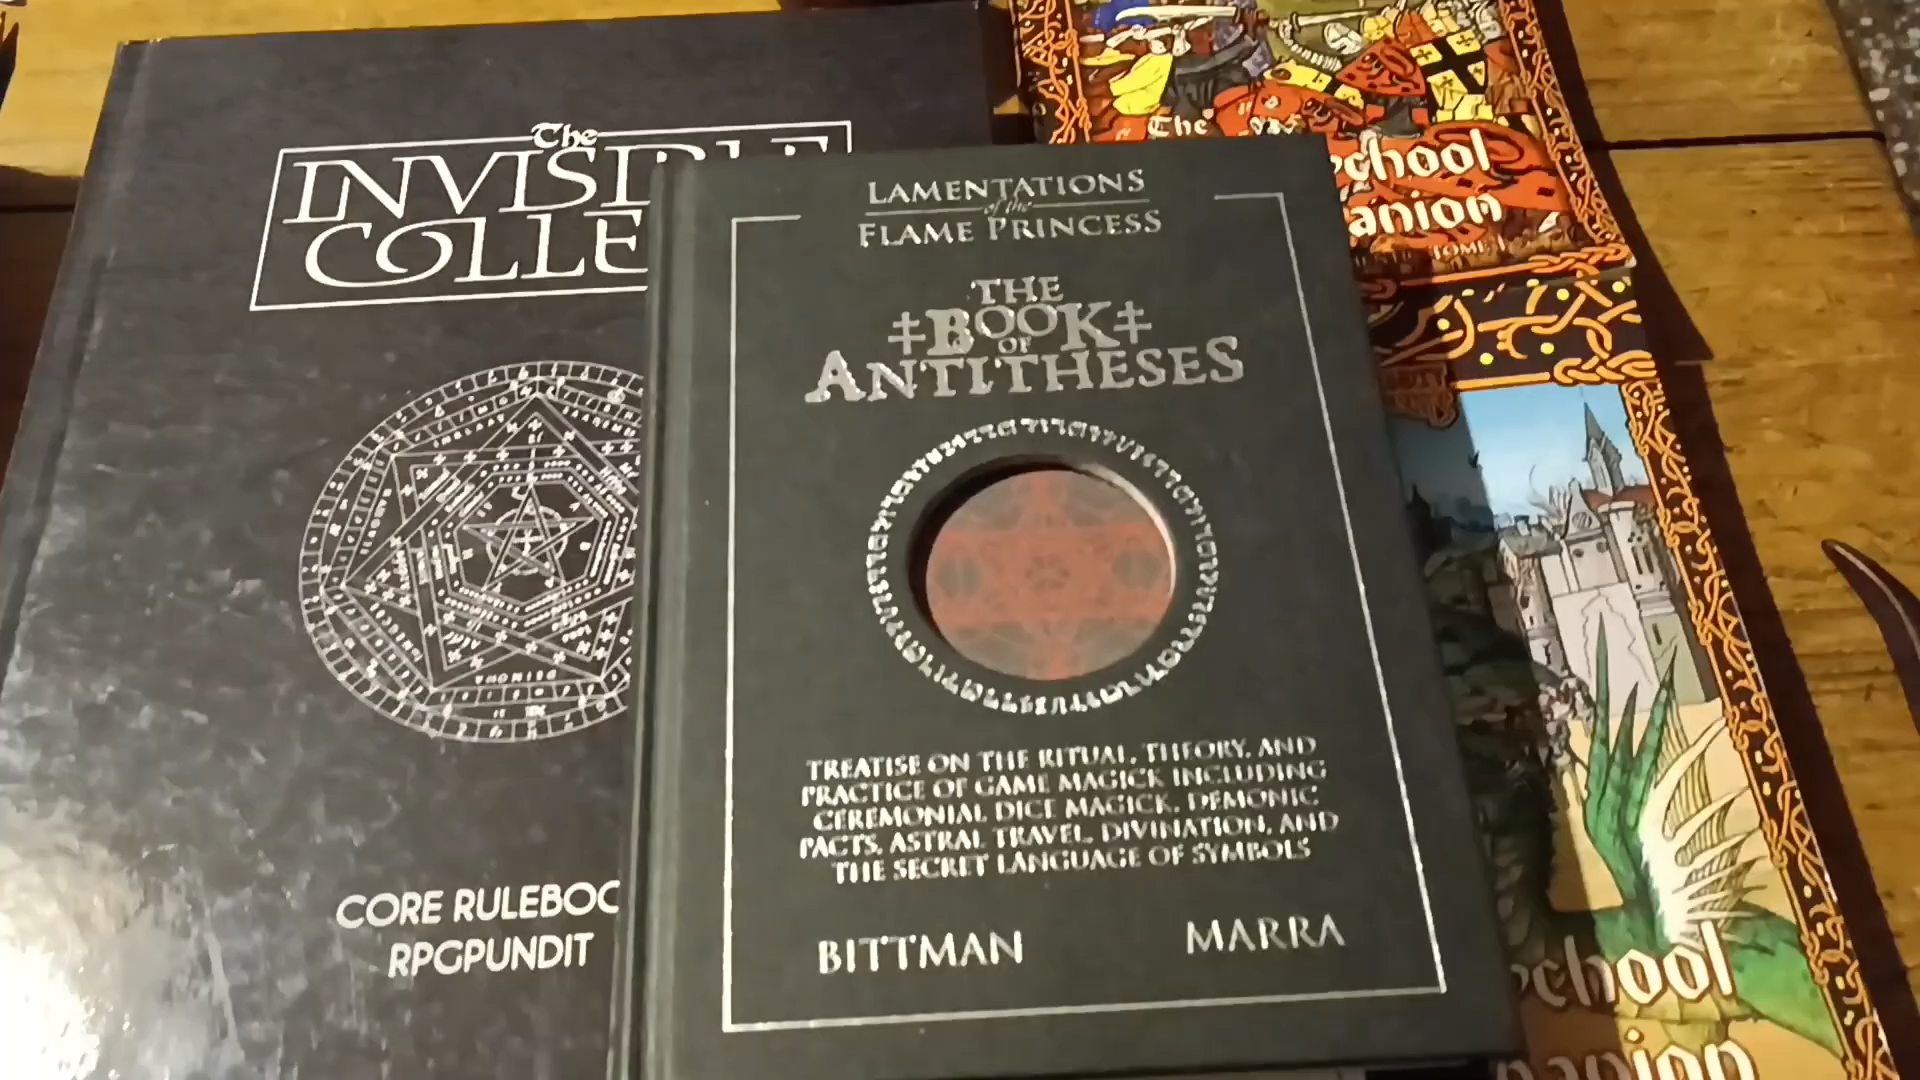 The
INVISI
COLLE
CORE RULEBOO
RPGPUNDIT
LAMENTATIONS
of the
FLAME PRINCESS
THE
‡BOOK‡
OF
ANTITHESES
TREATISE ON THE RITUAL, THEORY, AND
PRACTICE OF GAME MAGICK INCLUDING
CEREMONIAL DICE MAGICK, DEMONIC
PACTS, ASTRAL TRAVEL, DIVINATION, AND
THE SECRET LANGUAGE OF SYMBOLS
BITTMAN MARRA
The
chool
anion
TOME I
chool
panion